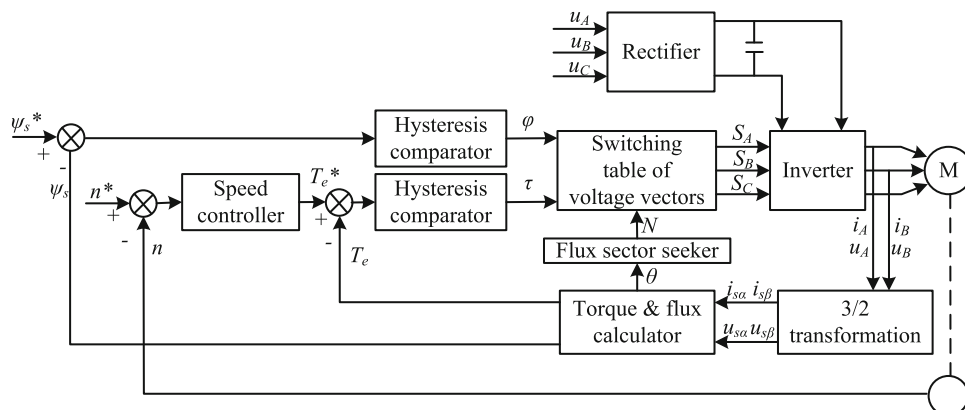 u_A
u_B
u_C
Rectifier
ψ_s*
+
-
ψ_s
Hysteresis
comparator
φ
Switching
table of
voltage vectors
S_A
S_B
S_C
Inverter
M
n*
+
-
n
Speed
controller
T_e*
+
-
T_e
Hysteresis
comparator
τ
N
Flux sector seeker
θ
i_A i_B
u_A u_B
Torque & flux
calculator
i_sα i_sβ
u_sα u_sβ
3/2
transformation